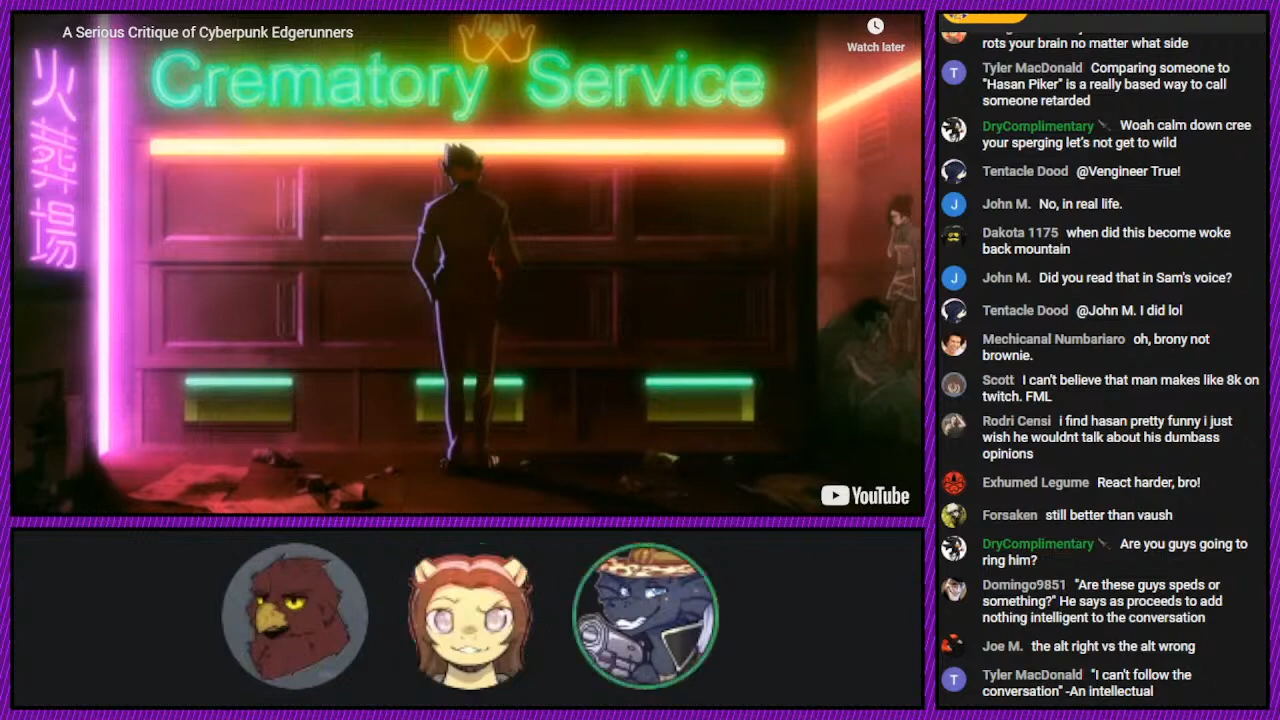 A Serious Critique of Cyberpunk Edgerunners
Watch later
Crematory Service
火葬场
YouTube
rots your brain no matter what side
Tyler MacDonald Comparing someone to
"Hasan Piker" is a really based way to call
someone retarded
DryComplimentary Woah calm down cree
your sperging let's not get to wild
Tentacle Dood @Vengineer True!
John M. No, in real life.
Dakota 1175 when did this become woke
back mountain
John M. Did you read that in Sam's voice?
Tentacle Dood @John M. I did lol
Mechicanal Numbariaro oh, brony not
brownie.
Scott I can't believe that man makes like 8k on
twitch. FML
Rodri Censi i find hasan pretty funny i just
wish he wouldnt talk about his dumbass
opinions
Exhumed Legume React harder, bro!
Forsaken still better than vaush
DryComplimentary Are you guys going to
ring him?
Domingo9851 "Are these guys speds or
something?" He says as proceeds to add
nothing intelligent to the conversation
Joe M. the alt right vs the alt wrong
Tyler MacDonald "I can't follow the
conversation" -An intellectual